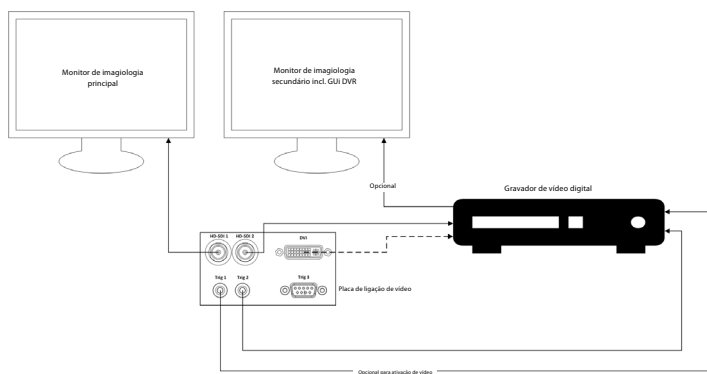 Monitor de imagiologia
principal
Monitor de imagiologia
secundário incl. GUi DVR
Opcional
Gravador de vídeo digital
HD-SDI 1
HD-SDI 2
DVI
Trig 1
Trig 2
Trig 3
Placa de ligação de vídeo
Opcional para ativação de vídeo